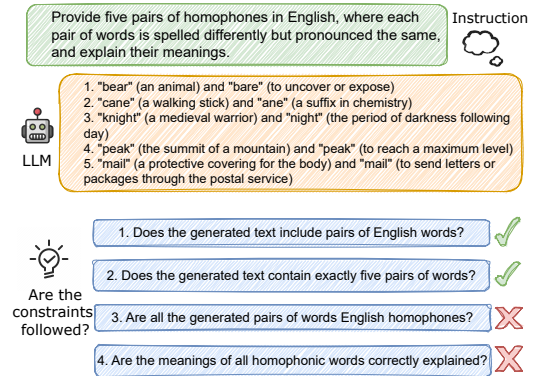 Provide five pairs of homophones in English, where each
pair of words is spelled differently but pronounced the same,
and explain their meanings.
Instruction
1. "bear" (an animal) and "bare" (to uncover or expose)
2. "cane" (a walking stick) and "ane" (a suffix in chemistry)
3. "knight" (a medieval warrior) and "night" (the period of darkness following
day)
4. "peak" (the summit of a mountain) and "peak" (to reach a maximum level)
5. "mail" (a protective covering for the body) and "mail" (to send letters or
packages through the postal service)
LLM
1. Does the generated text include pairs of English words?
2. Does the generated text contain exactly five pairs of words?
Are the
constraints
followed?
3. Are all the generated pairs of words English homophones?
4. Are the meanings of all homophonic words correctly explained?